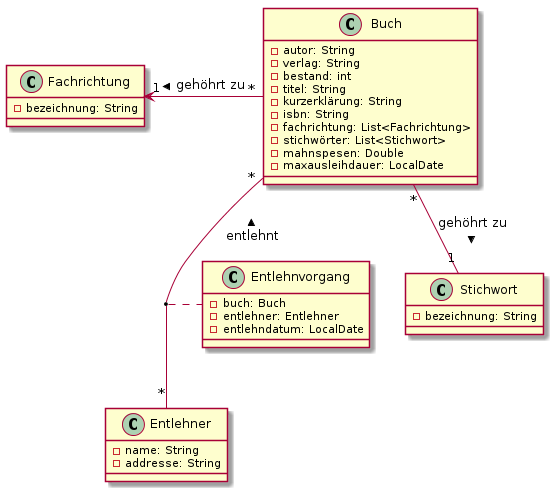 C Buch
autor: String
verlag: String
bestand: int
titel: String
kurzerklärung: String
isbn: String
fachrichtung: List<Fachrichtung>
stichwörter: List<Stichwort>
mahnspesen: Double
maxausleihdauer: LocalDate
C Fachrichtung
bezeichnung: String
1 ◄ gehöhrt zu *
*
▲
entlehnt
*
gehöhrt zu
▼
1
C Entlehnvorgang
buch: Buch
entlehner: Entlehner
entlehndatum: LocalDate
C Stichwort
bezeichnung: String
*
C Entlehner
name: String
addresse: String